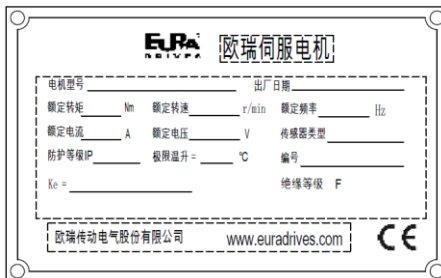 EURA DRIVES 欧瑞伺服电机
电机型号 出厂日期
额定转矩 Nm 额定转速 r/min 额定频率 Hz
额定电流 A 额定电压 V 传感器类型
防护等级IP 极限温升= ℃ 编号
Ke = 绝缘等级 F
欧瑞传动电气股份有限公司 www.euradrives.com CE